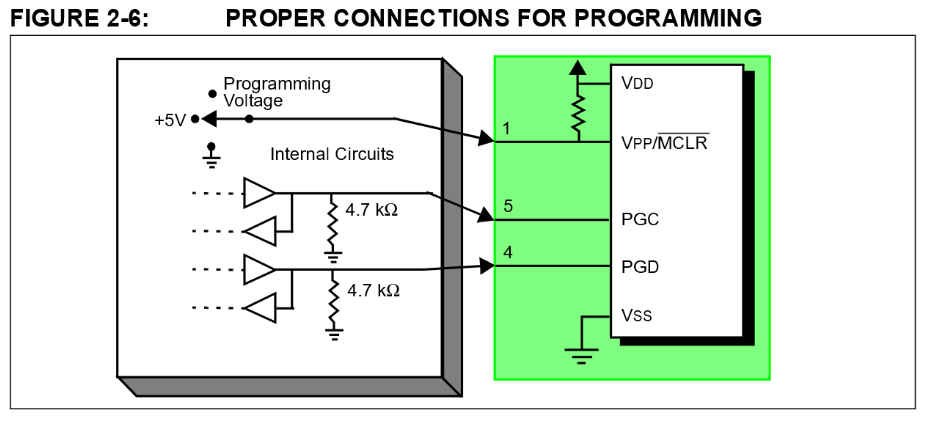 FIGURE 2-6: PROPER CONNECTIONS FOR PROGRAMMING
Programming
Voltage
+5V
Internal Circuits
4.7 kΩ
4.7 kΩ
1
5
4
VDD
VPP/MCLR
PGC
PGD
VSS